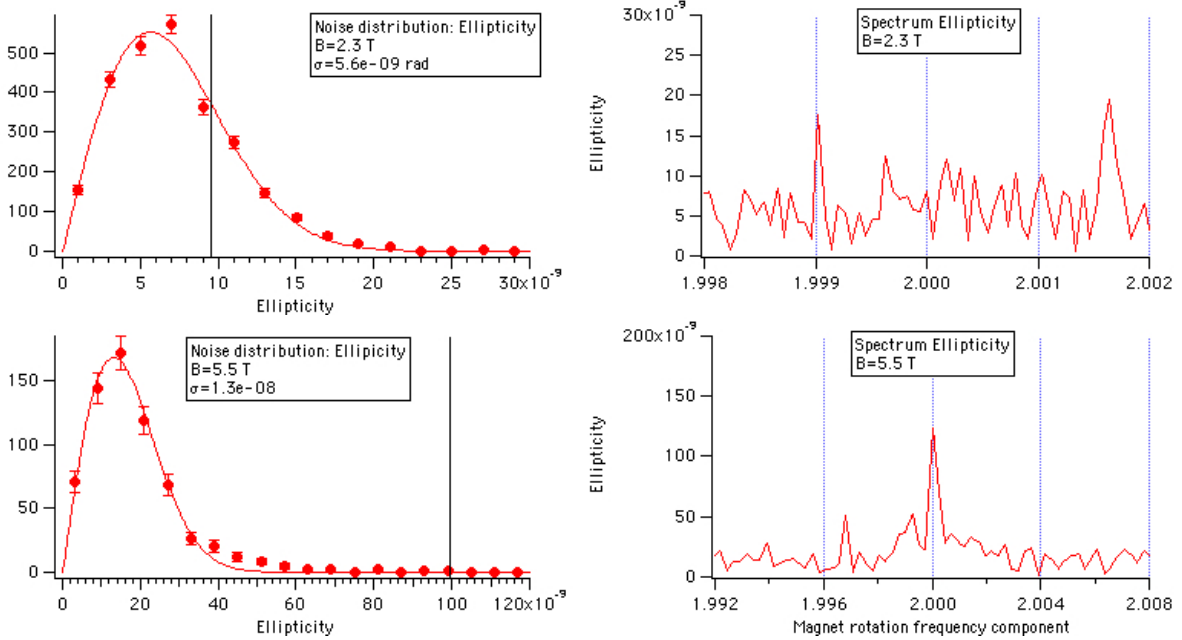 500
400
300
200
100
0
Noise distribution: Ellipticity
B=2.3 T
σ=5.6e-09 rad
0 5 10 15 20 25 30x10⁻⁹
Ellipticity
30x10⁻⁹
25
20
15
10
5
0
Ellipticity
Spectrum Ellipticity
B=2.3 T
1.998 1.999 2.000 2.001 2.002
150
100
50
0
Noise distribution: Ellipicity
B=5.5 T
σ=1.3e-08
0 20 40 60 80 100 120x10⁻⁹
Ellipticity
200x10⁻⁹
150
100
50
0
Ellipticity
Spectrum Ellipticity
B=5.5 T
1.992 1.996 2.000 2.004 2.008
Magnet rotation frequency component